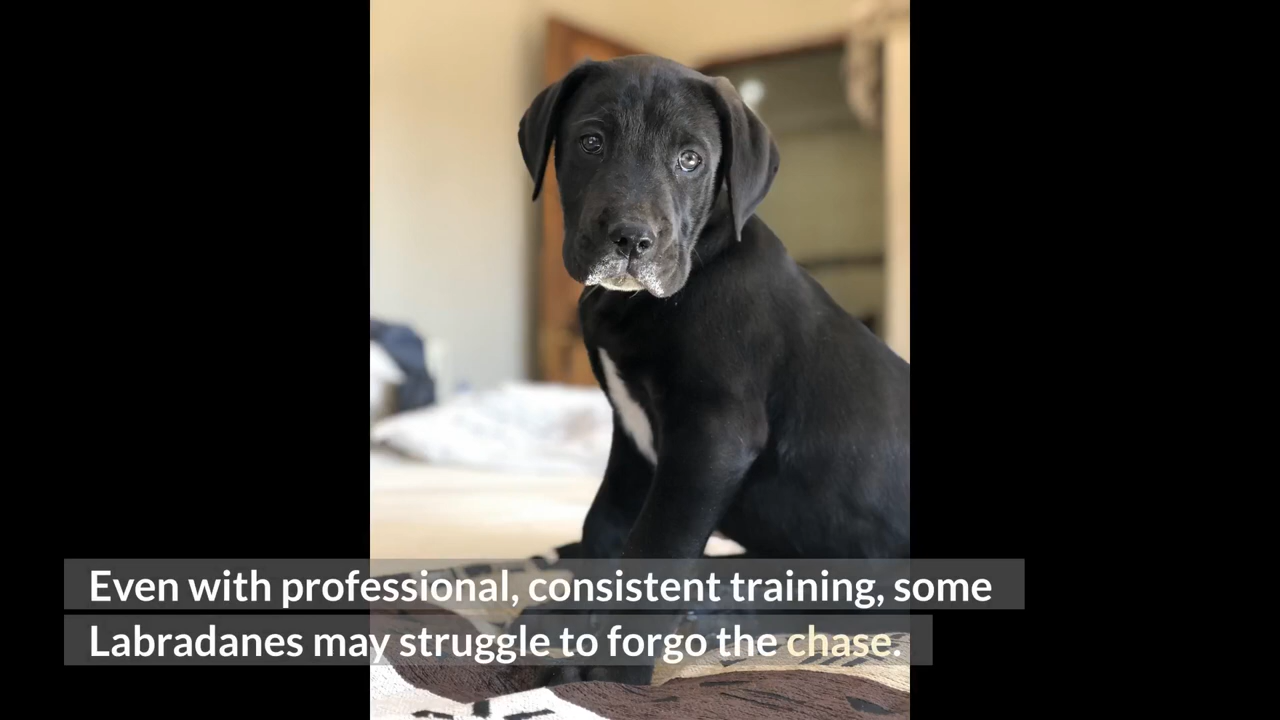 Even with professional, consistent training, some
Labradanes may struggle to forgo the chase.